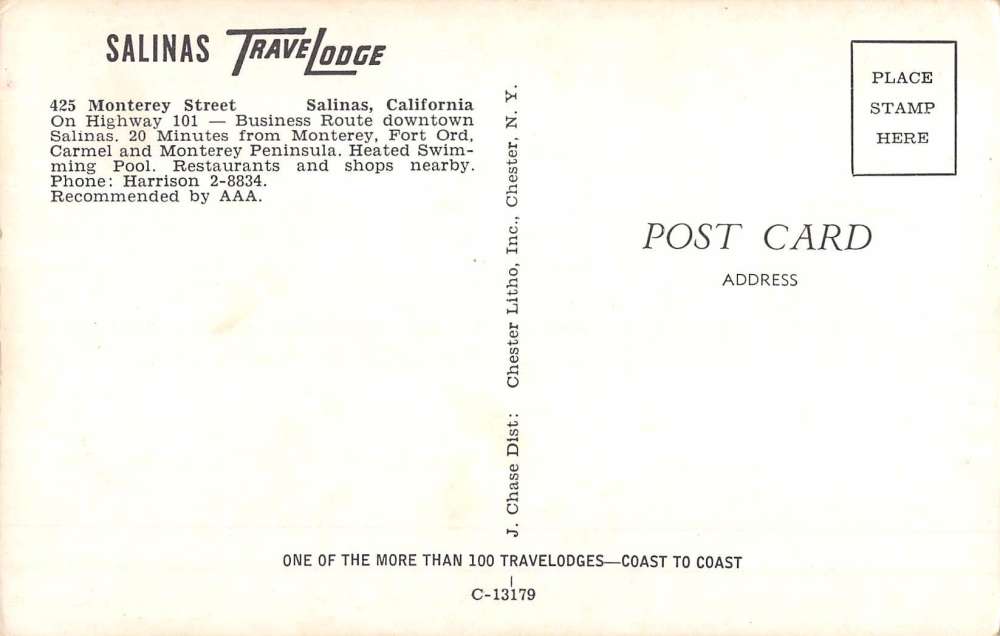 SALINAS TRAVELODGE
425 Monterey Street Salinas, California
On Highway 101 — Business Route downtown
Salinas. 20 Minutes from Monterey, Fort Ord,
Carmel and Monterey Peninsula. Heated Swim-
ming Pool. Restaurants and shops nearby.
Phone: Harrison 2-8834.
Recommended by AAA.
J. Chase Dist: Chester Litho, Inc., Chester, N. Y.
PLACE
STAMP
HERE
POST CARD
ADDRESS
ONE OF THE MORE THAN 100 TRAVELODGES—COAST TO COAST
C-13179